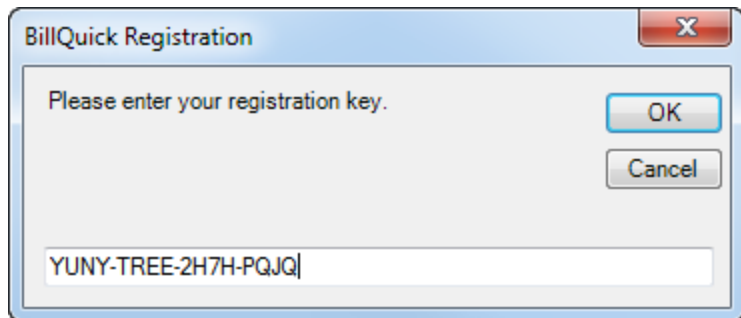 BillQuick Registration
Please enter your registration key.
OK
Cancel
YUNY-TREE-2H7H-PQJQ